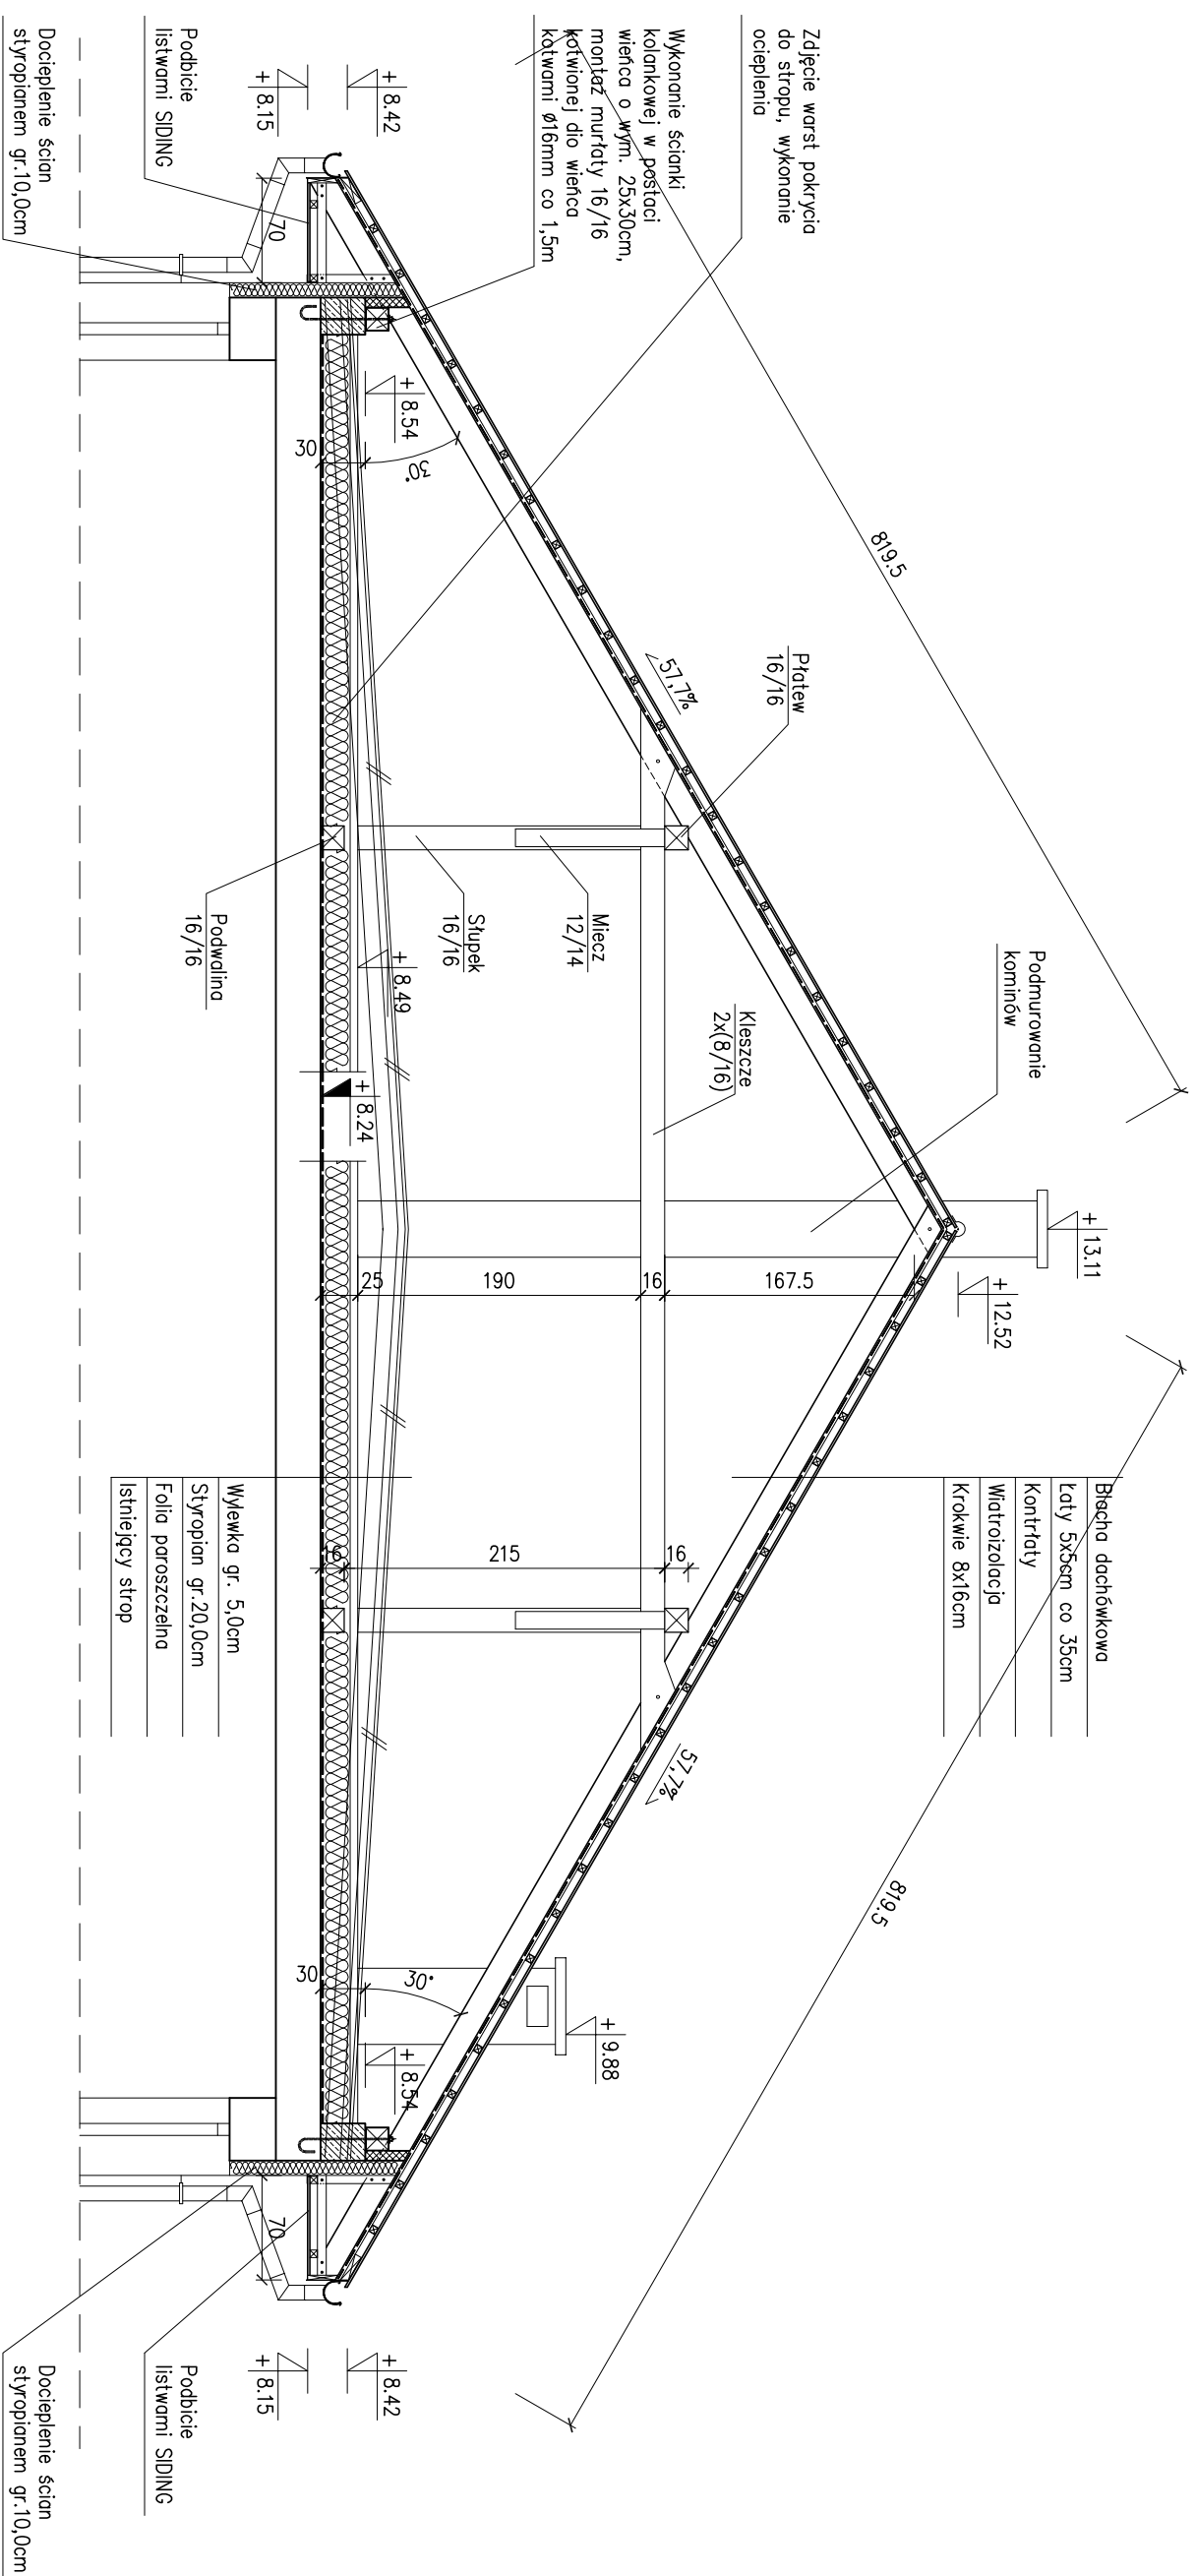 Zdjęcie warst pokrycia
do stropu, wykonanie
ocieplenia
Wykonanie ścianki
kolankowej w postaci
wieńca o wym. 25x30cm,
montaż murłaty 16/16
kotwionej dio wieńca
kotwami ø16mm co 1,5m
+ 8.42
+ 8.15
Podbicie
listwami SIDING
Docieplenie ścian
styropianem gr.10,0cm
70
819.5
57,7%
Płatew
16/16
+ 8.54
30
30°
Miecz
12/14
Słupek
16/16
Podwalina
16/16
+ 8.49
+ 8.24
Kleszcze
2x(8/16)
Podmurowanie
kominów
+ 13.11
+ 12.52
25
190
16
167.5
819.5
Blacha dachówkowa
Łaty 5x5cm co 35cm
Kontrłaty
Wiatroizolacja
Krokwie 8x16cm
16
215
16
Wylewka gr. 5,0cm
Styropian gr.20,0cm
Folia paroszczelna
Istniejący strop
57,7%
30
30°
+ 9.88
+ 8.54
70
+ 8.42
+ 8.15
Podbicie
listwami SIDING
Docieplenie ścian
styropianem gr.10,0cm